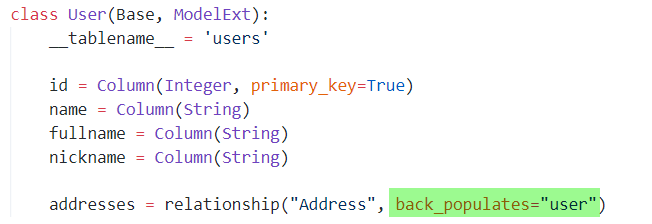 class User(Base, ModelExt):
    __tablename__ = 'users'
    id = Column(Integer, primary_key=True)
    name = Column(String)
    fullname = Column(String)
    nickname = Column(String)
    addresses = relationship("Address", back_populates="user")